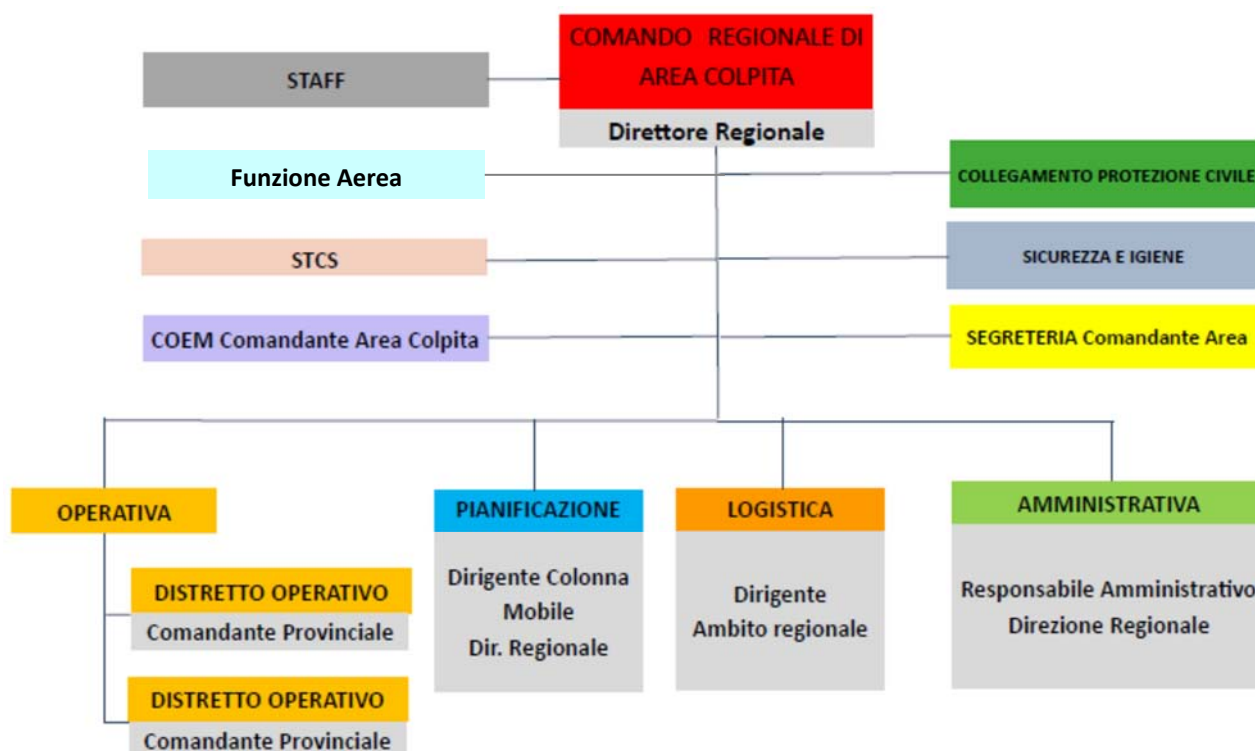 COMANDO REGIONALE DI
AREA COLPITA
Direttore Regionale
STAFF
Funzione Aerea
COLLEGAMENTO PROTEZIONE CIVILE
STCS
SICUREZZA E IGIENE
COEM Comandante Area Colpita
SEGRETERIA Comandante Area
OPERATIVA
DISTRETTO OPERATIVO
Comandante Provinciale
DISTRETTO OPERATIVO
Comandante Provinciale
PIANIFICAZIONE
Dirigente Colonna
Mobile
Dir. Regionale
LOGISTICA
Dirigente
Ambito regionale
AMMINISTRATIVA
Responsabile Amministrativo
Direzione Regionale